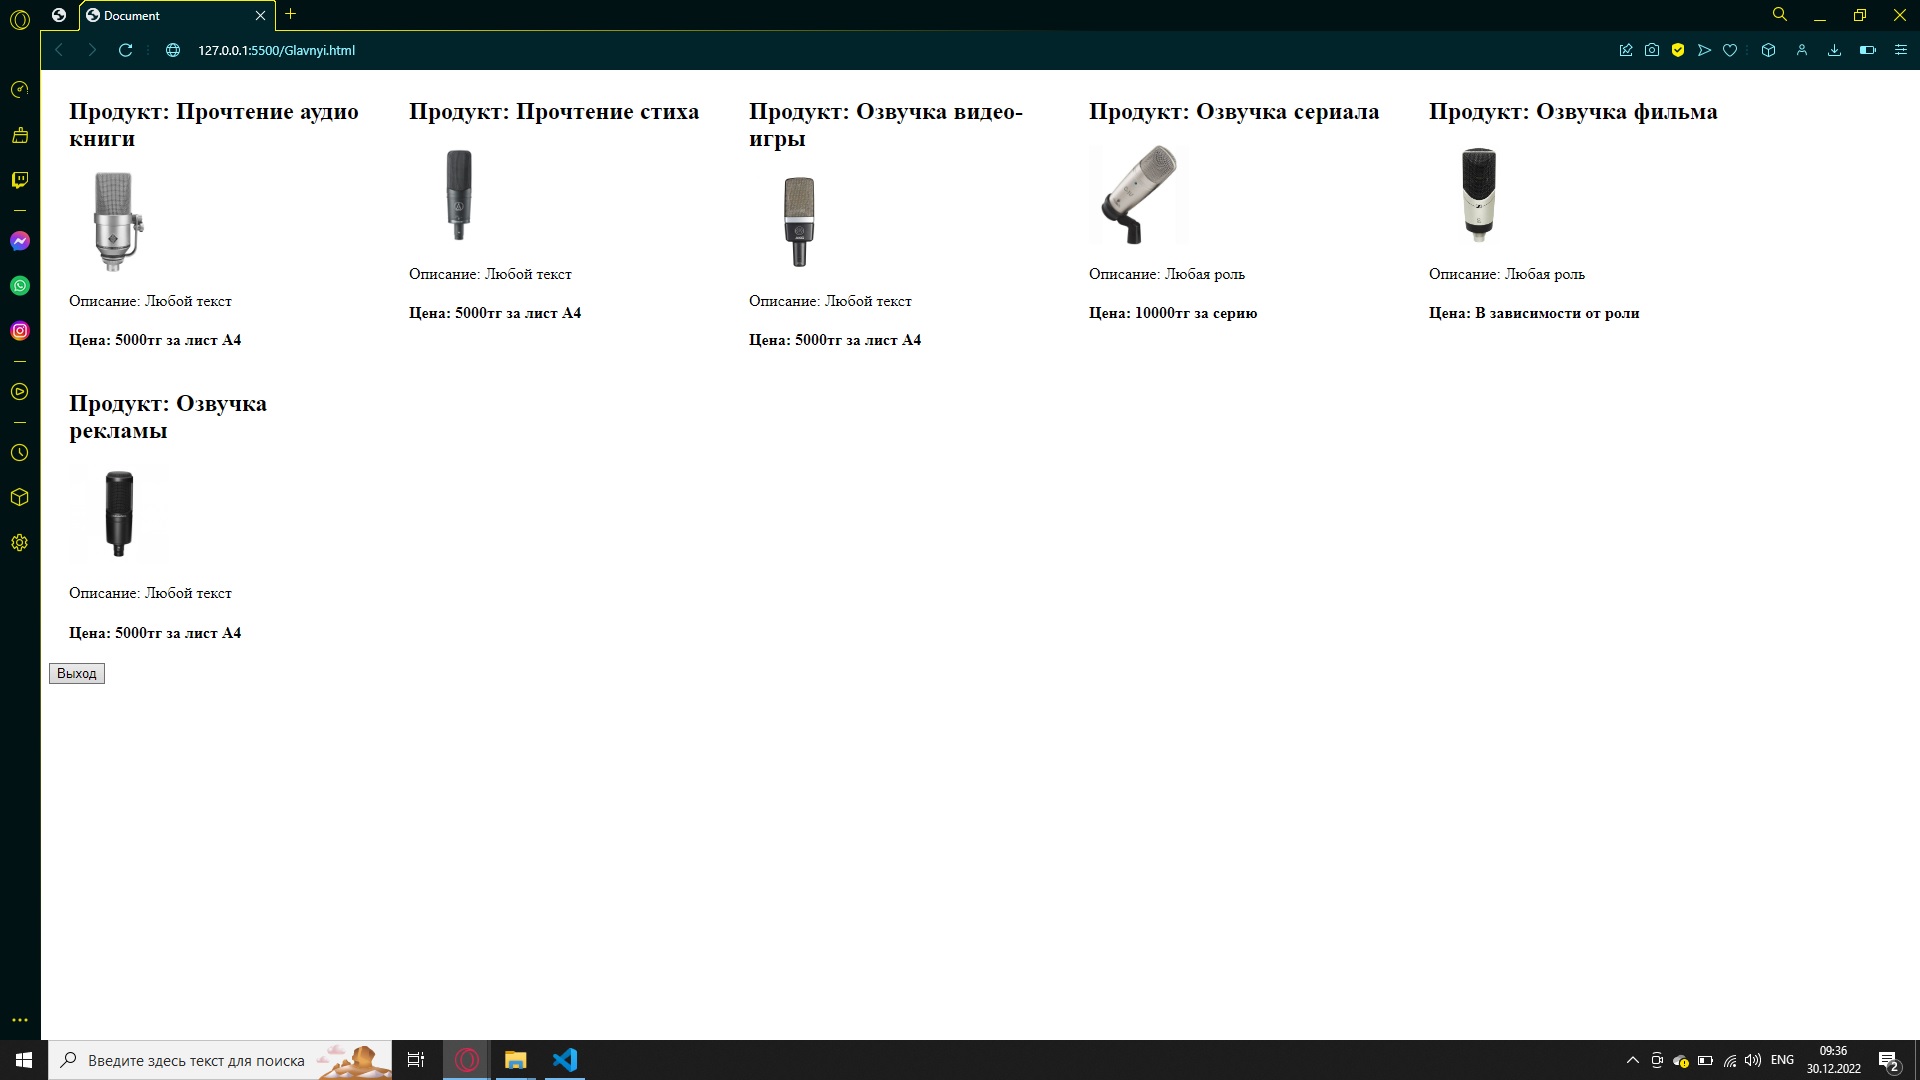 Document
127.0.0.1:5500/Glavnyi.html
Продукт: Прочтение аудио
книги
Описание: Любой текст
Цена: 5000тг за лист А4
Продукт: Прочтение стиха
Описание: Любой текст
Цена: 5000тг за лист А4
Продукт: Озвучка видео-
игры
Описание: Любой текст
Цена: 5000тг за лист А4
Продукт: Озвучка сериала
Описание: Любая роль
Цена: 10000тг за серию
Продукт: Озвучка фильма
Описание: Любая роль
Цена: В зависимости от роли
Продукт: Озвучка
рекламы
Описание: Любой текст
Цена: 5000тг за лист А4
Выход
Введите здесь текст для поиска
ENG
09:36
30.12.2022
2